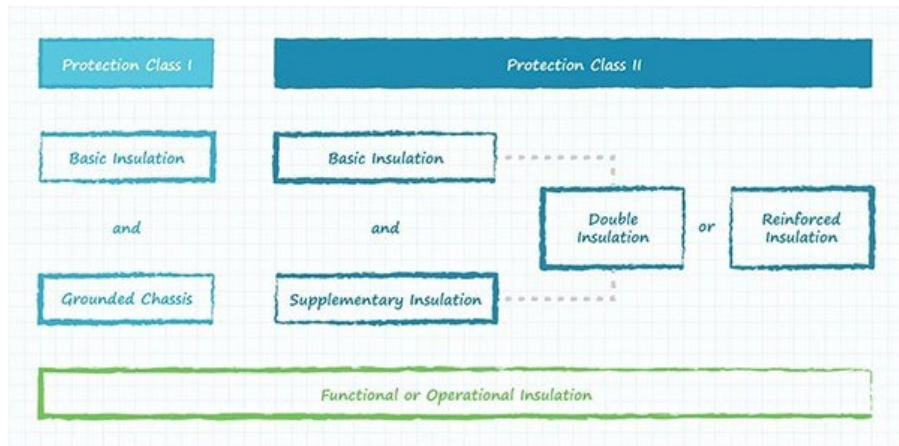 Protection Class I
Protection Class II
Basic Insulation
and
Grounded Chassis
Basic Insulation
and
Supplementary Insulation
Double
Insulation
or
Reinforced
Insulation
Functional or Operational Insulation